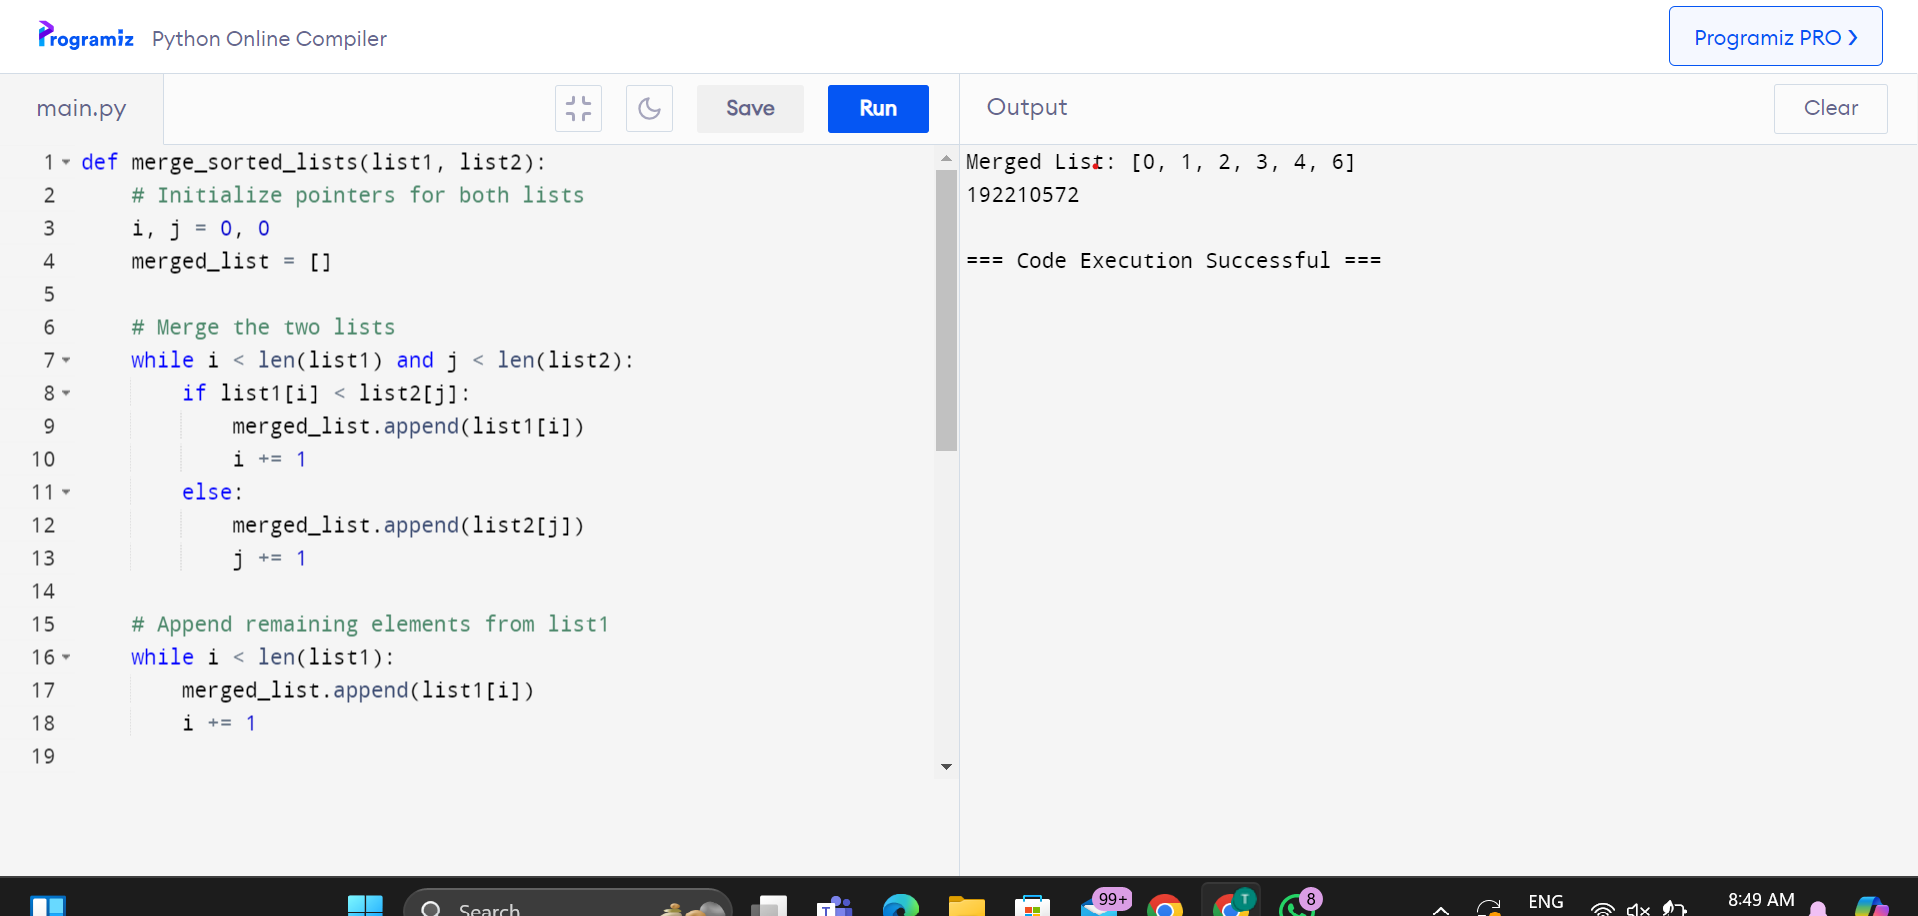 Programiz Python Online Compiler
Programiz PRO
main.py
Save
Run
Output
Clear
1 def merge_sorted_lists(list1, list2):
2     # Initialize pointers for both lists
3     i, j = 0, 0
4     merged_list = []
5
6     # Merge the two lists
7     while i < len(list1) and j < len(list2):
8         if list1[i] < list2[j]:
9             merged_list.append(list1[i])
10             i += 1
11         else:
12             merged_list.append(list2[j])
13             j += 1
14
15     # Append remaining elements from list1
16     while i < len(list1):
17         merged_list.append(list1[i])
18         i += 1
19
Merged List: [0, 1, 2, 3, 4, 6]
192210572
=== Code Execution Successful ===
Search
99+
T
8
ENG
8:49 AM